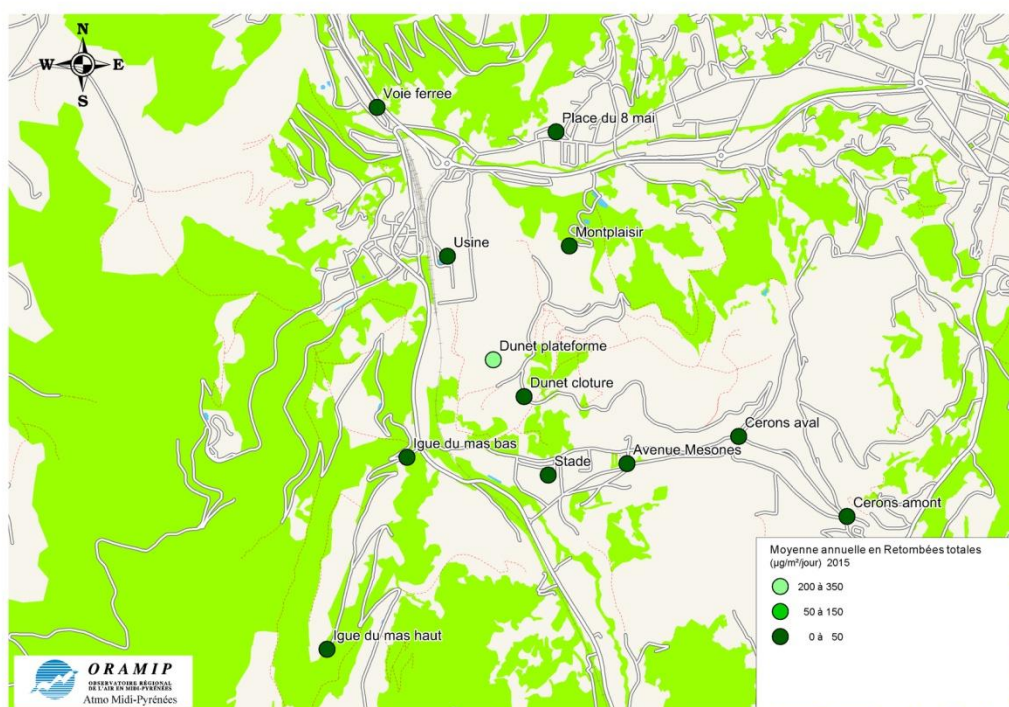 N
W E
S
Voie ferree
Place du 8 mai
Usine
Montplaisir
Dunet plateforme
Dunet cloture
Cerons aval
Igue du mas bas
Avenue Mesones
Stade
Cerons amont
Igue du mas haut
Moyenne annuelle en Retombées totales
(µg/m³/jour) 2015
200 à 350
50 à 150
0 à 50
ORAMIP
OBSERVATOIRE RÉGIONAL
DE L'AIR EN MIDI-PYRÉNÉES
Atmo Midi-Pyrénées